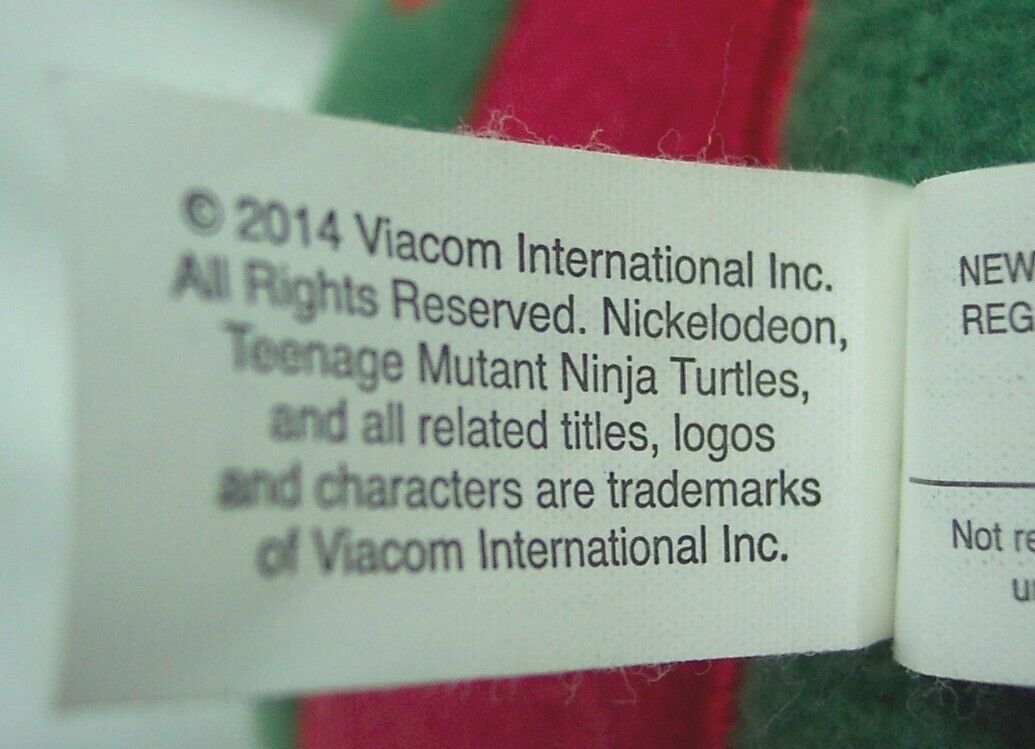 © 2014 Viacom International Inc.
All Rights Reserved. Nickelodeon,
Teenage Mutant Ninja Turtles,
and all related titles, logos
and characters are trademarks
of Viacom International Inc.
NEW
REG
Not